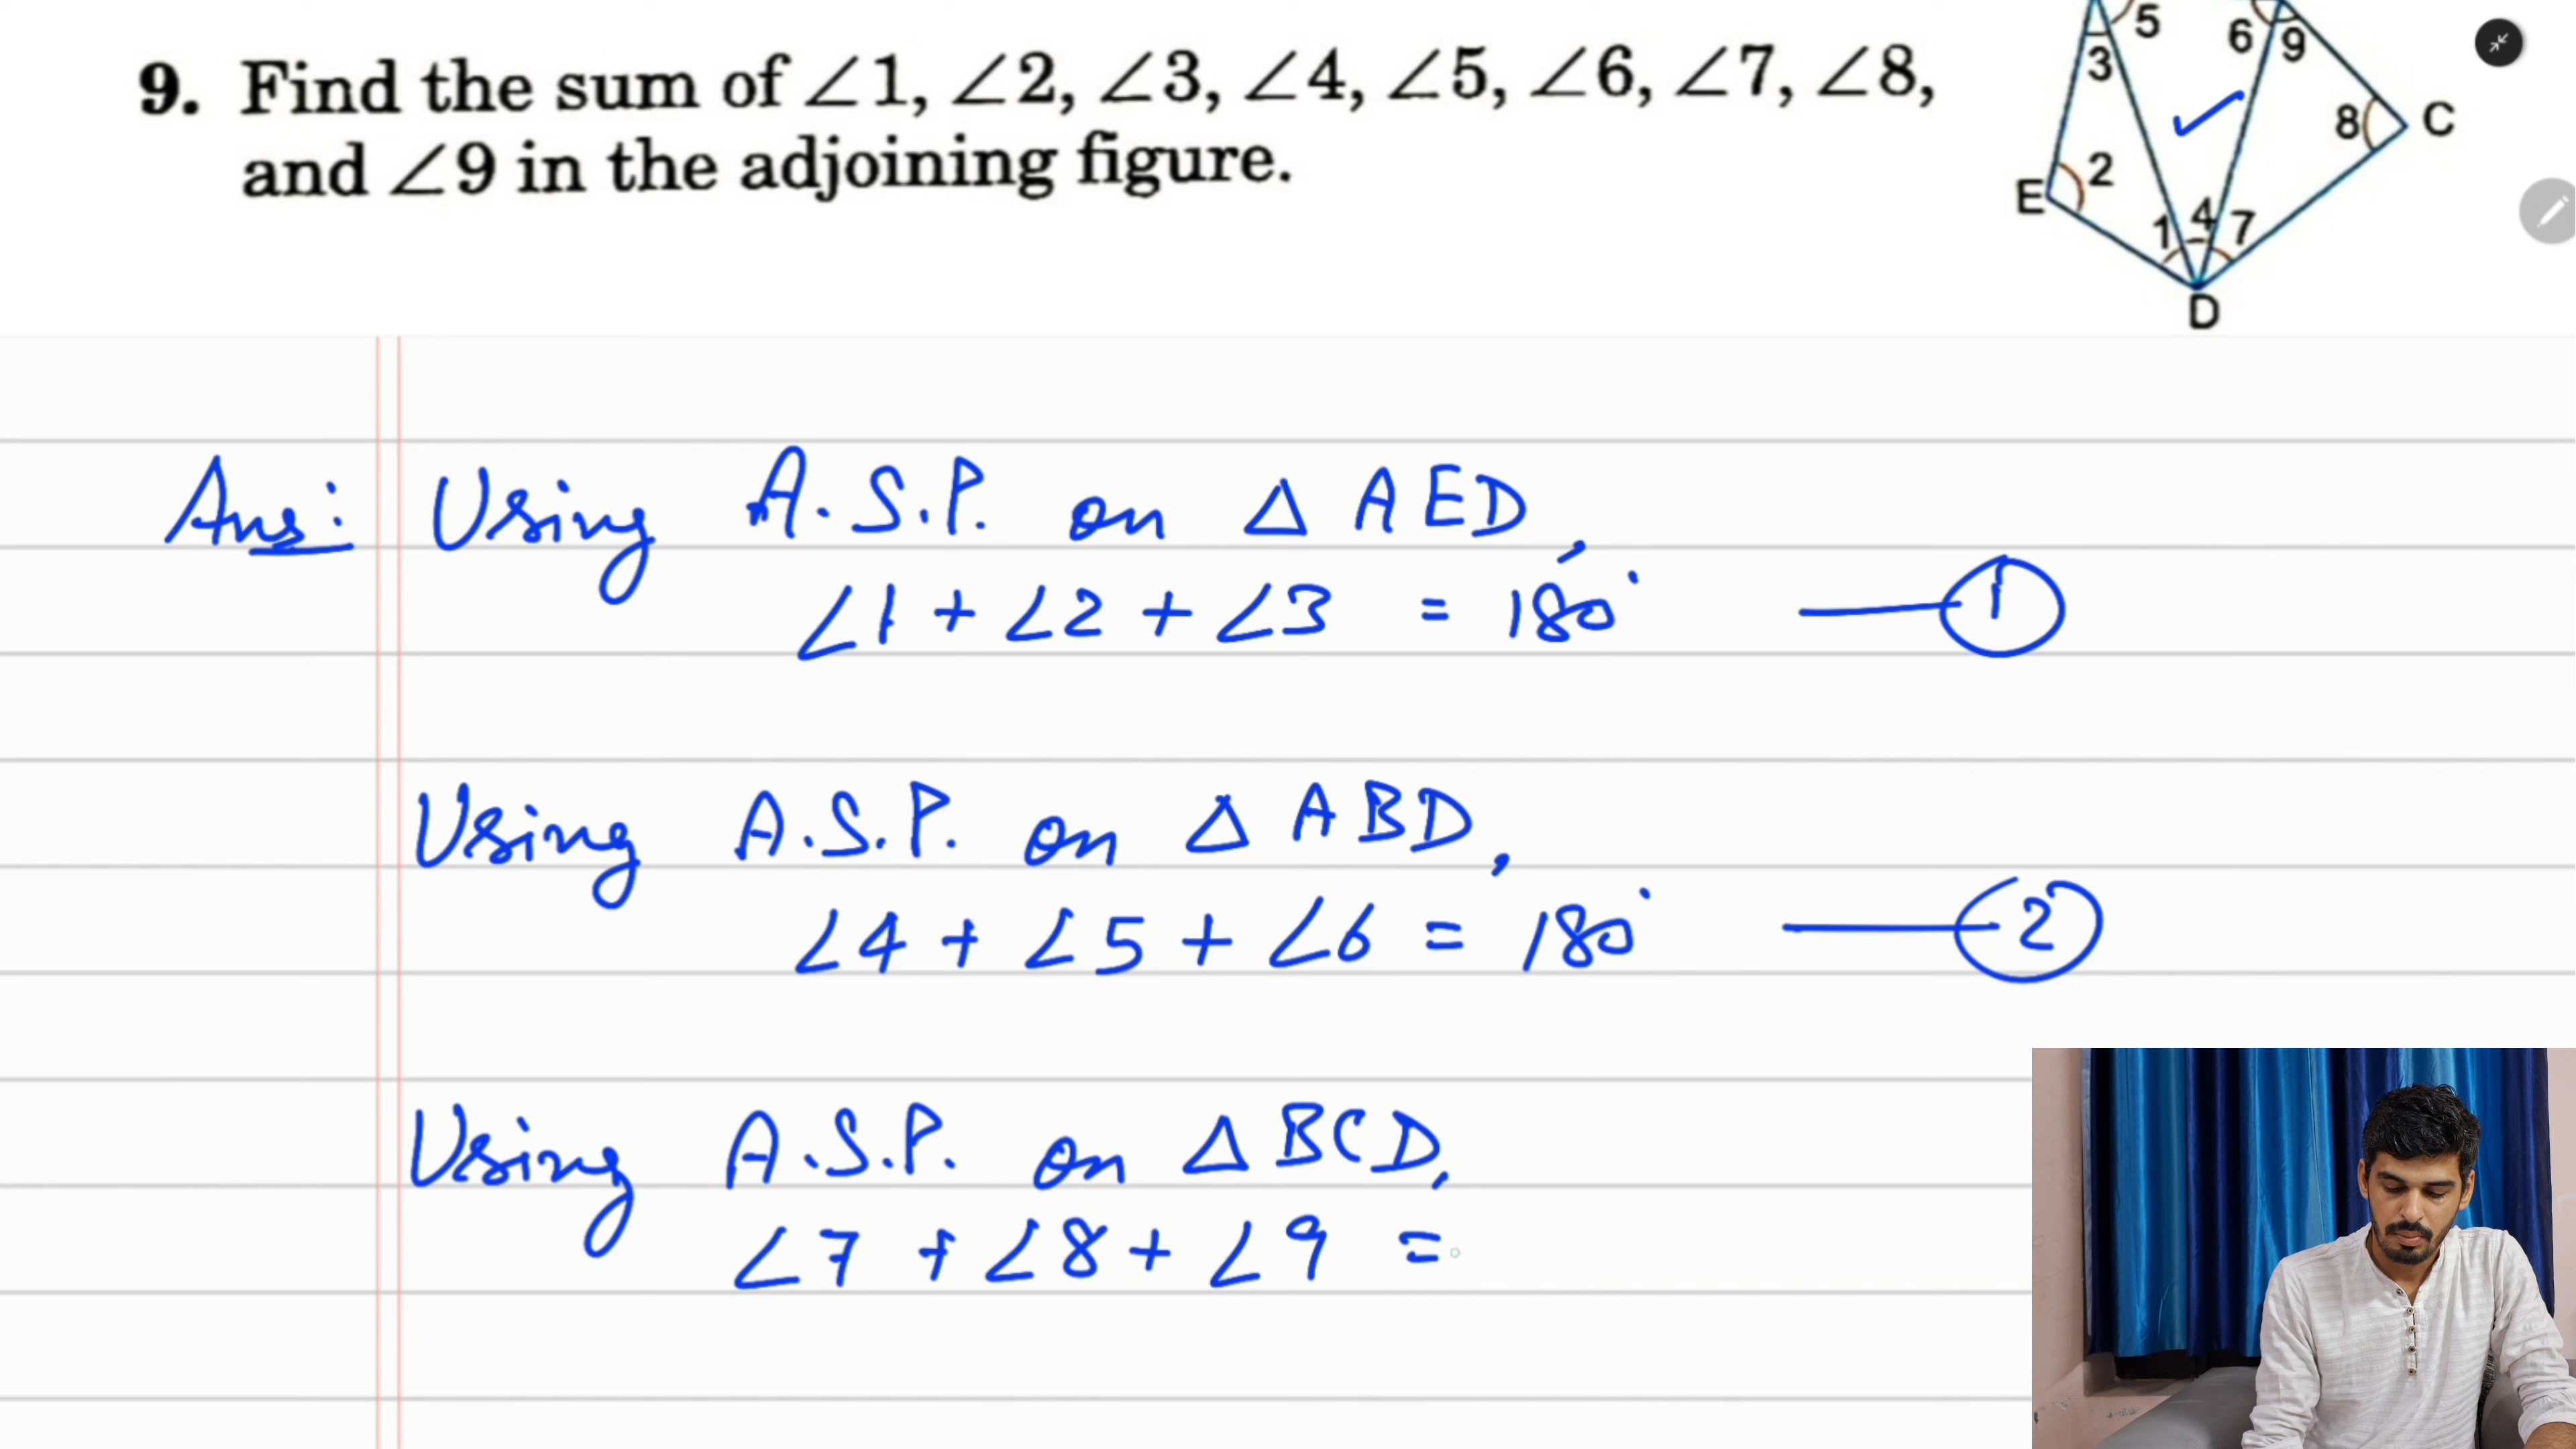 9. Find the sum of ∠1, ∠2, ∠3, ∠4, ∠5, ∠6, ∠7, ∠8,
and ∠9 in the adjoining figure.
5
6
9
3
8
C
2
E
1
4
7
D
Ans: Using A.S.P. on △ AED,
∠1 + ∠2 + ∠3 = 180° — 1
Using A.S.P. on △ ABD,
∠4 + ∠5 + ∠6 = 180° — 2
Using A.S.P. on △ BCD,
∠7 + ∠8 + ∠9 =